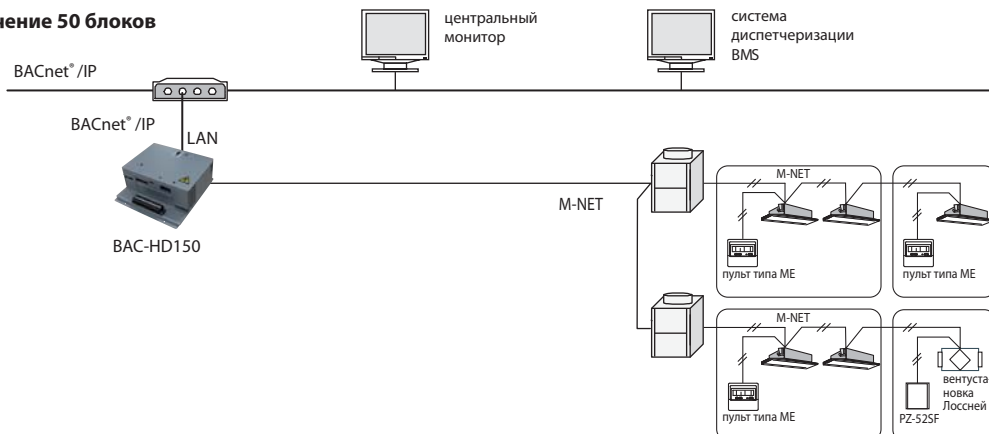 чение 50 блоков
центральный
монитор
система
диспетчеризации
BMS
BACnet® /IP
BACnet® /IP
LAN
BAC-HD150
M-NET
M-NET
пульт типа ME
пульт типа ME
M-NET
пульт типа ME
вентуста-
новка
Лоссней
PZ-52SF